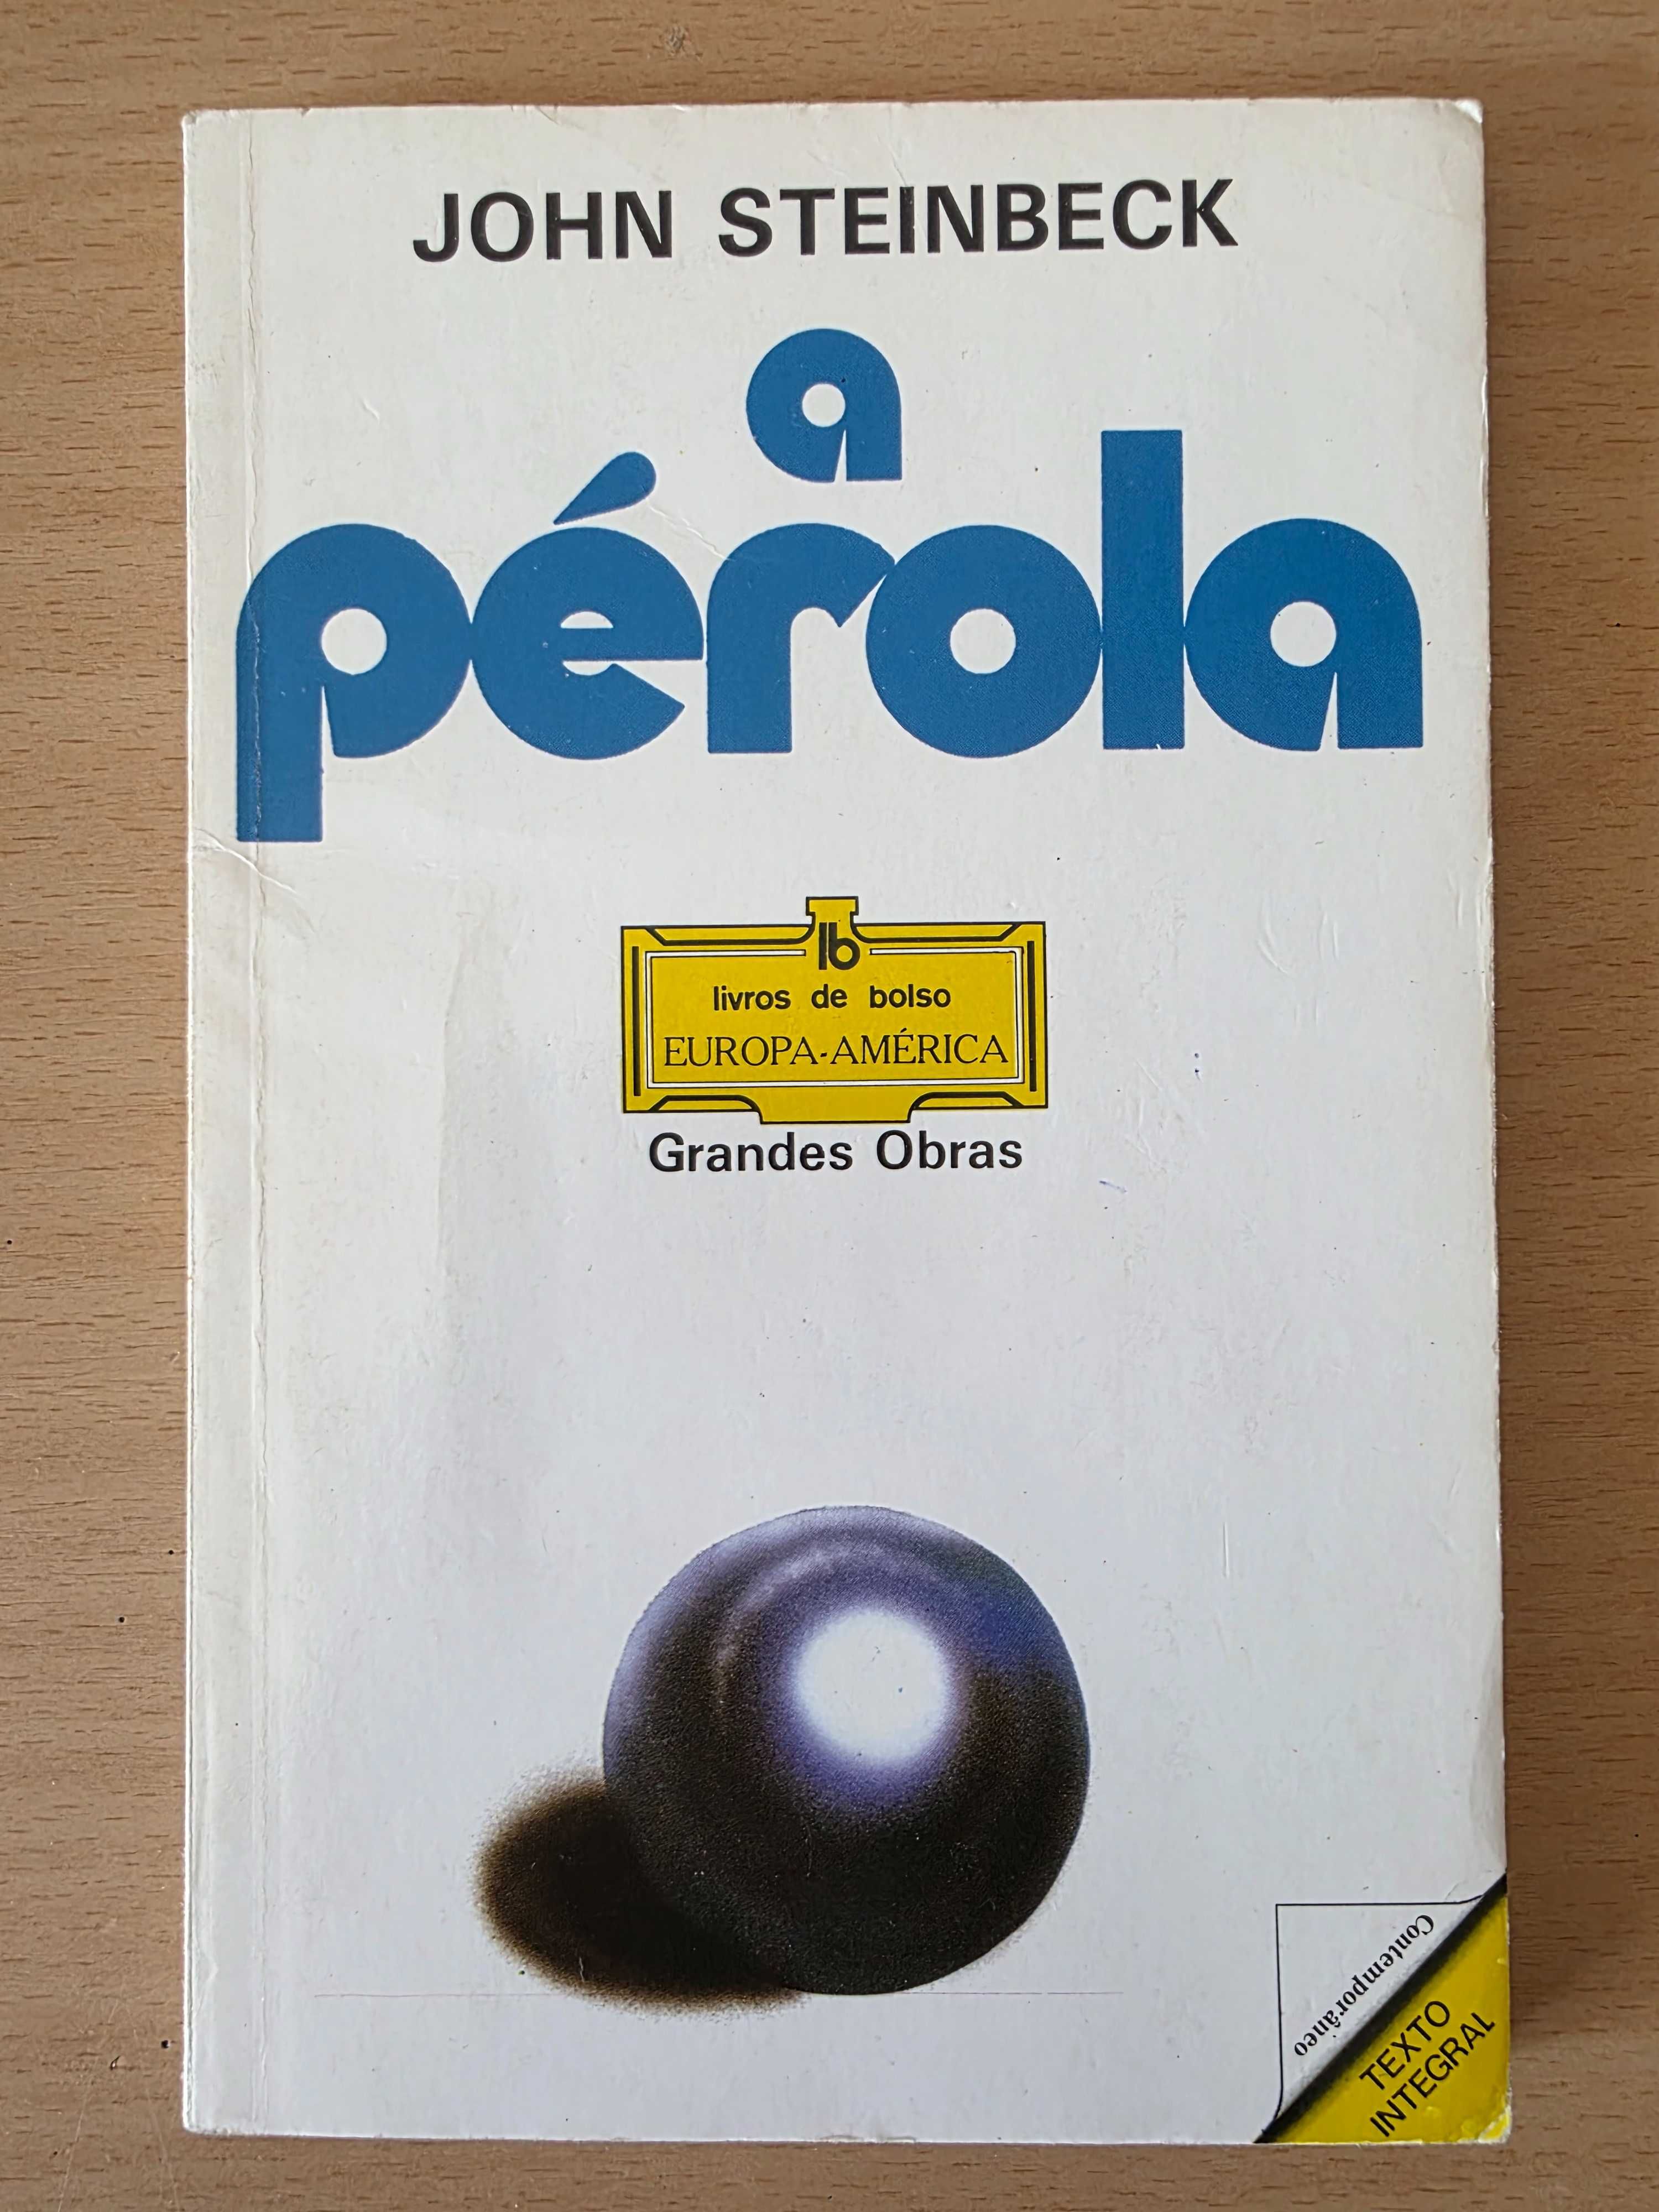 JOHN STEINBECK
a
pérola
lb
livros de bolso
EUROPA-AMÉRICA
Grandes Obras
Contemporâneo
TEXTO
INTEGRAL